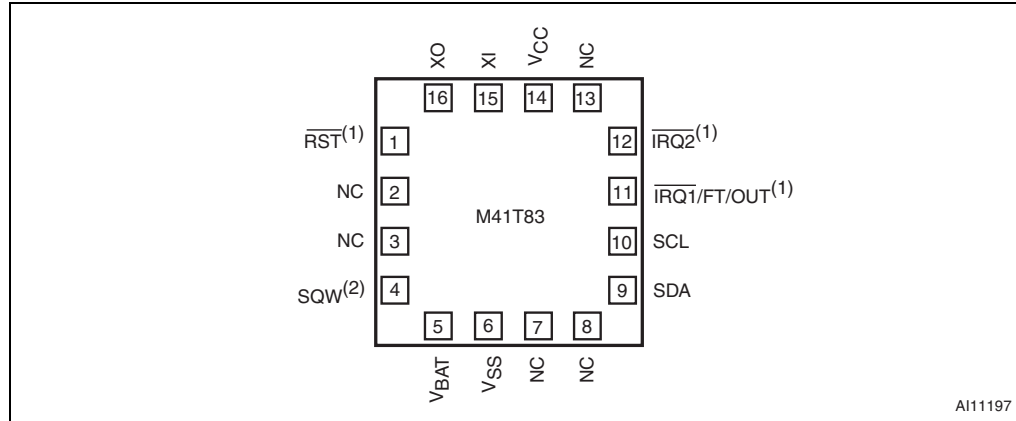 XO XI VCC NC
16 15 14 13
RST(1) 1 12 IRQ2(1)
NC 2 11 IRQ1/FT/OUT(1)
M41T83
NC 3 10 SCL
SQW(2) 4 9 SDA
5 6 7 8
VBAT VSS NC NC
AI11197